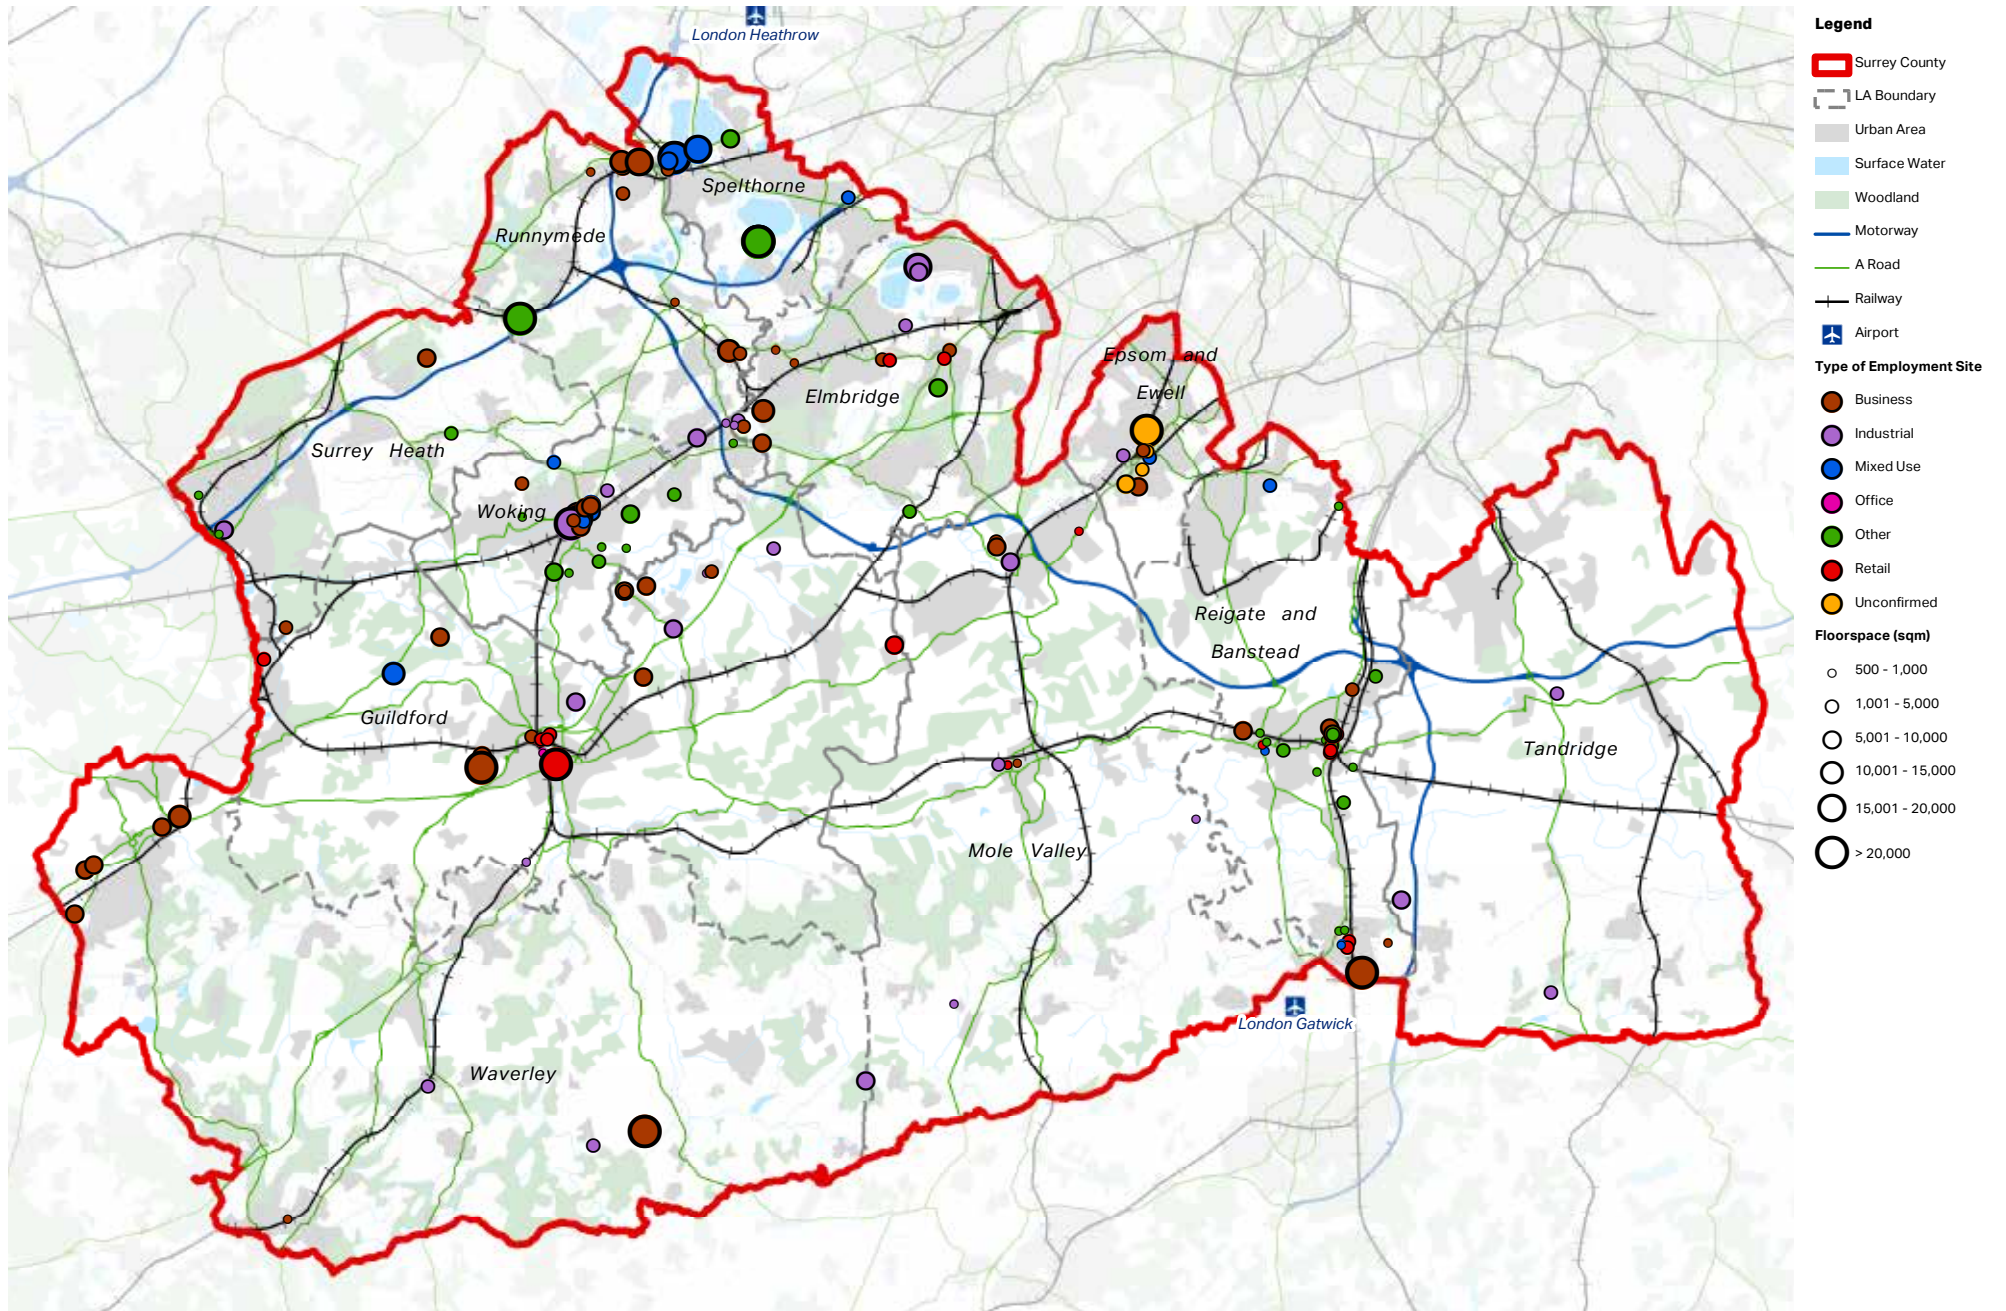 London Heathrow
Spelthorne
Runnymede
Epsom and
Ewell
Elmbridge
Surrey Heath
Woking
Reigate and
Banstead
Guildford
Tandridge
Mole Valley
London Gatwick
Waverley
Legend
Surrey County
LA Boundary
Urban Area
Surface Water
Woodland
Motorway
A Road
Railway
Airport
Type of Employment Site
Business
Industrial
Mixed Use
Office
Other
Retail
Unconfirmed
Floorspace (sqm)
500 - 1,000
1,001 - 5,000
5,001 - 10,000
10,001 - 15,000
15,001 - 20,000
> 20,000